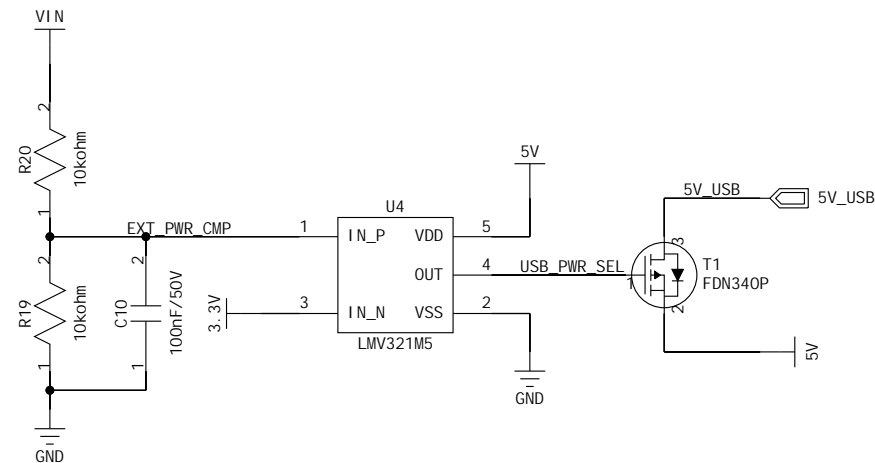 VIN
2
R20
10kohm
1
EXT_PWR_CMP
2
R19
10kohm
1
2
C10
100nF/50V
1
GND
3.3V
U4
1
IN_P
VDD
5
OUT
4
3
IN_N
VSS
2
LMV321M5
5V
USB_PWR_SEL
GND
5V_USB
5V_USB
3
1
T1
FDN340P
2
5V